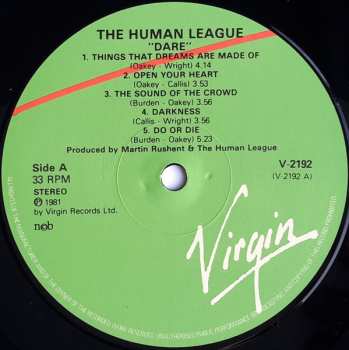 THE HUMAN LEAGUE
"DARE"
1. THINGS THAT DREAMS ARE MADE OF
(Oakey - Wright) 4.14
2. OPEN YOUR HEART
(Oakey - Callis) 3.53
3. THE SOUND OF THE CROWD
(Burden - Oakey) 3.56
4. DARKNESS
(Callis - Wright) 3.56
5. DO OR DIE
(Burden - Oakey) 5.23
Produced by Martin Rushent & The Human League
Side A
33 RPM
STEREO
℗ 1981
by Virgin Records Ltd.
ncb
V-2192
(V-2192 A)
Virgin